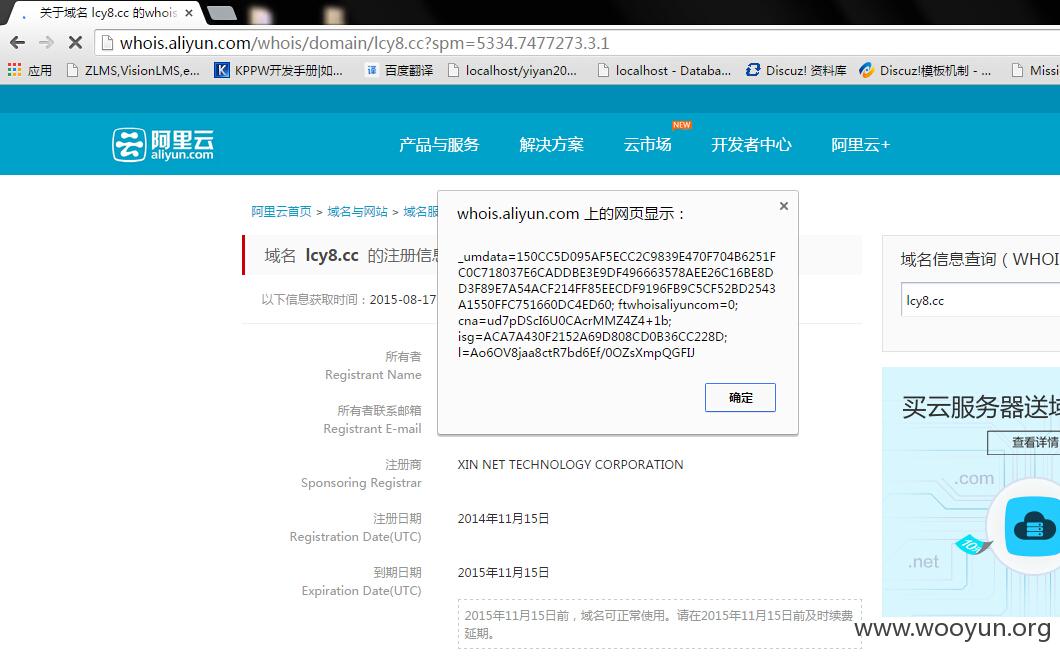 关于域名 lcy8.cc 的whois
whois.aliyun.com/whois/domain/lcy8.cc?spm=5334.7477273.3.1
应用 ZLMS,VisionLMS,e... KPPW开发手册|如... 百度翻译 localhost/yiyan20... localhost - Databa... Discuz! 资料库 Discuz!模板机制 - ... Missi
阿里云
aliyun.com
产品与服务 解决方案 云市场 NEW 开发者中心 阿里云+
阿里云首页 > 域名与网站 > 域名服
域名 lcy8.cc 的注册信息
以下信息获取时间：2015-08-17
whois.aliyun.com 上的网页显示：
_umdata=150CC5D095AF5ECC2C9839E470F704B6251F
C0C718037E6CADDBE3E9DF496663578AEE26C16BE8D
D3F89E7A54ACF214FF85EECDF9196FB9C5CF52BD2543
A1550FFC751660DC4ED60; ftwhoisaliyuncom=0;
cna=ud7pDScI6U0CAcrMMZ4Z4+1b;
isg=ACA7A430F2152A69D808CD0B36CC228D;
l=Ao6OV8jaa8ctR7bd6Ef/0OZsXmpQGFIJ
确定
所有者
Registrant Name
所有者联系邮箱
Registrant E-mail
注册商
Sponsoring Registrar
XIN NET TECHNOLOGY CORPORATION
注册日期
Registration Date(UTC)
2014年11月15日
到期日期
Expiration Date(UTC)
2015年11月15日
2015年11月15日前，域名可正常使用。请在2015年11月15日前及时续费
延期。
域名信息查询（WHOI
lcy8.cc
买云服务器送域
查看详情
.com
.net
www.wooyun.org